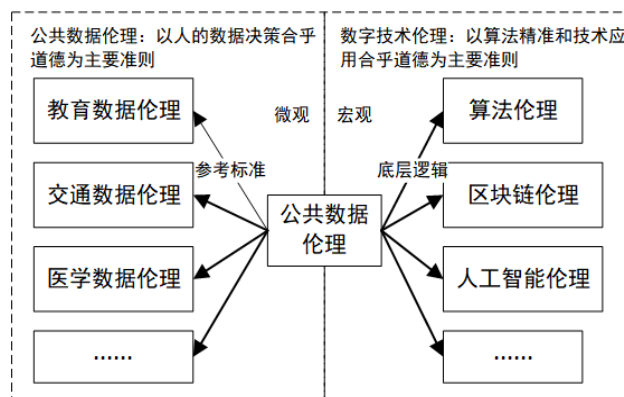 公共数据伦理：以人的数据决策合乎
道德为主要准则
教育数据伦理
微观
参考标准
交通数据伦理
医学数据伦理
……
公共数据
伦理
数字技术伦理：以算法精准和技术应
用合乎道德为主要准则
宏观
算法伦理
底层逻辑
区块链伦理
人工智能伦理
……